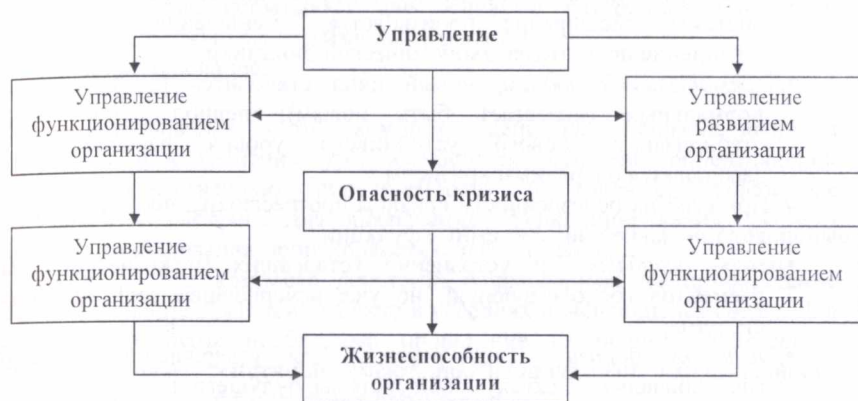 Управление
Управление
функционированием
организации
Управление
развитием
организации
Опасность кризиса
Управление
функционированием
организации
Управление
функционированием
организации
Жизнеспособность
организации